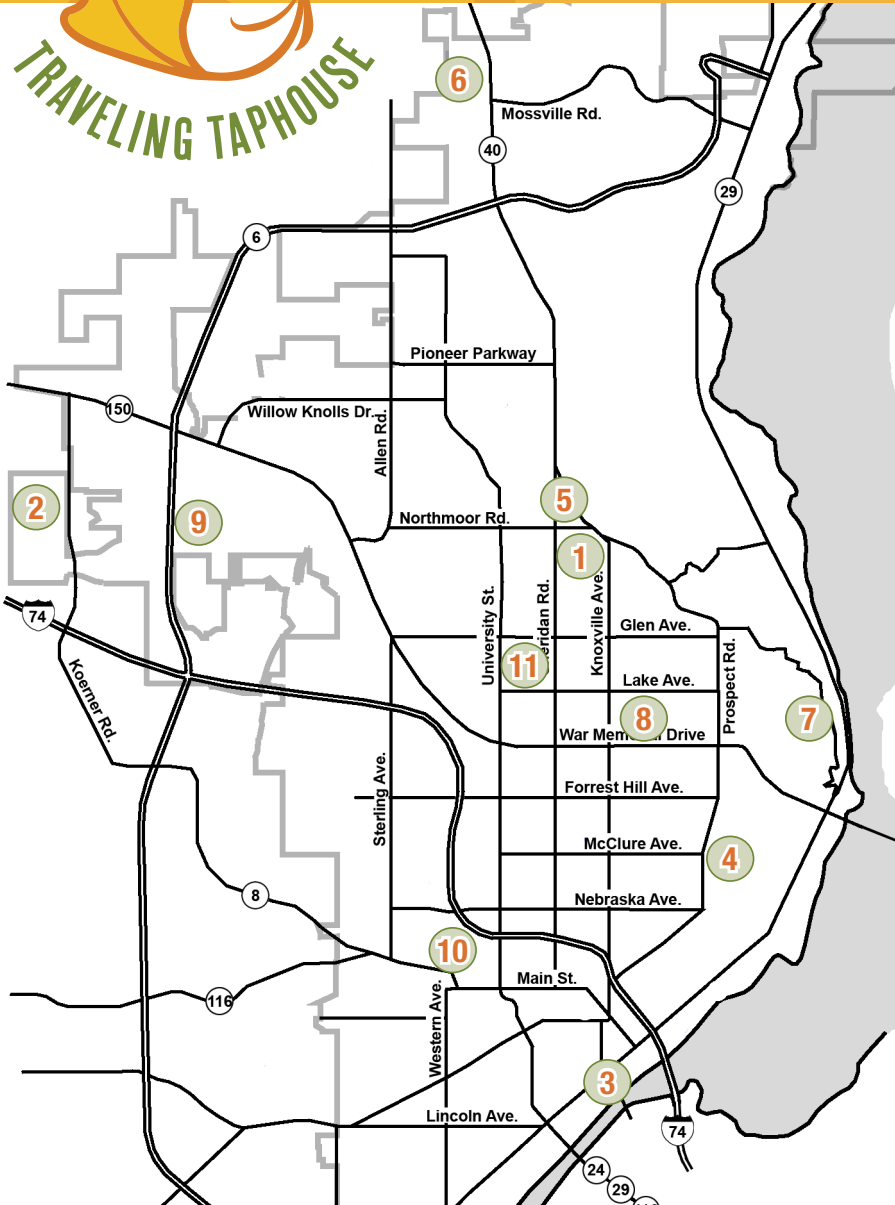 TRAVELING TAPHOUSE
6
Mossville Rd.
40
29
6
Pioneer Parkway
150
Willow Knolls Dr.
Allen Rd.
2
9
5
Northmoor Rd.
1
74
University St.
Knoxville Ave.
Glen Ave.
11
Koerner Rd.
Lake Ave.
Prospect Rd.
8
7
War Drive
Sterling Ave.
Forrest Hill Ave.
McClure Ave.
4
8
Nebraska Ave.
10
Main St.
116
Western Ave.
3
Lincoln Ave.
74
24
29